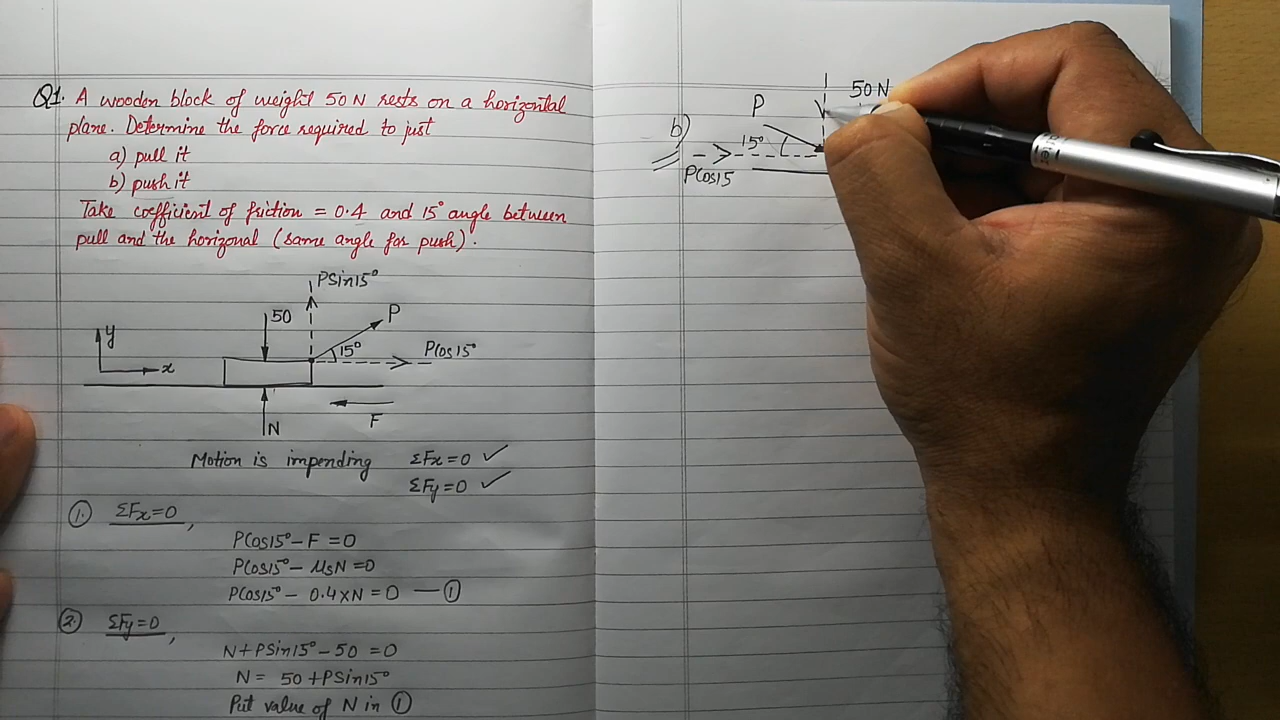 Q1. A wooden block of weight 50 N rests on a horizontal
plane. Determine the force required to just
a) pull it
b) push it
Take coefficient of friction = 0.4 and 15° angle between
pull and the horizonal (same angle for push).
PSin15°
50
P
y
15°
PCos15°
x
N
F
Motion is impending ΣFx=0 ✓
ΣFy=0 ✓
1. ΣFx=0,
PCos15°-F =0
PCos15°- μsN =0
PCos15°- 0.4×N = 0 — 1
2. ΣFy=0,
N+PSin15°-50 =0
N = 50+PSin15°
Put value of N in 1
50 N
P
b)
15°
PCos15